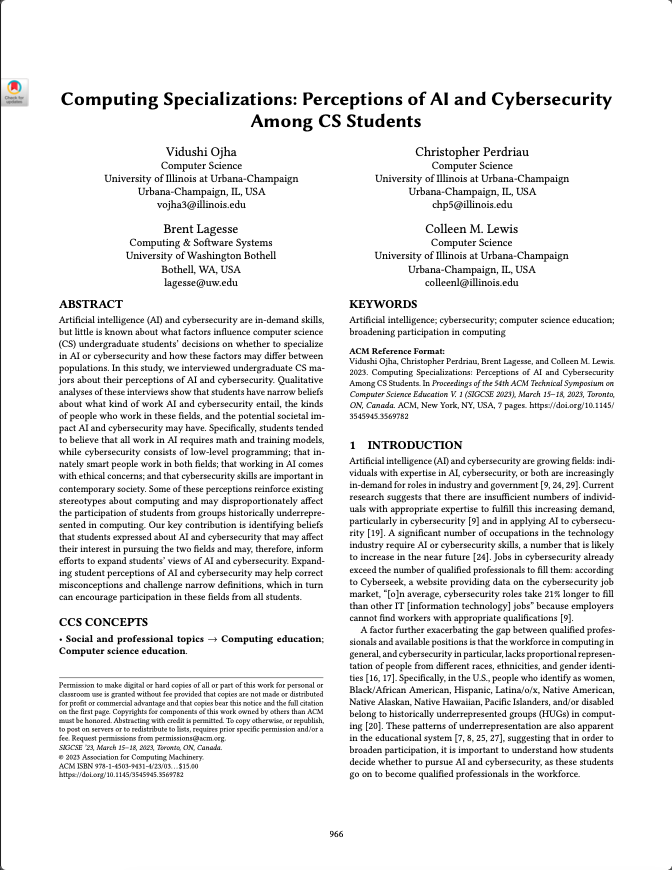 Check for
updates
Computing Specializations: Perceptions of AI and Cybersecurity
Among CS Students
Vidushi Ojha
Computer Science
University of Illinois at Urbana-Champaign
Urbana-Champaign, IL, USA
vojha3@illinois.edu
Christopher Perdriau
Computer Science
University of Illinois at Urbana-Champaign
Urbana-Champaign, IL, USA
chp5@illinois.edu
Brent Lagesse
Computing & Software Systems
University of Washington Bothell
Bothell, WA, USA
lagesse@uw.edu
Colleen M. Lewis
Computer Science
University of Illinois at Urbana-Champaign
Urbana-Champaign, IL, USA
colleenl@illinois.edu
ABSTRACT
Artificial intelligence (AI) and cybersecurity are in-demand skills,
but little is known about what factors influence computer science
(CS) undergraduate students' decisions on whether to specialize
in AI or cybersecurity and how these factors may differ between
populations. In this study, we interviewed undergraduate CS ma-
jors about their perceptions of AI and cybersecurity. Qualitative
analyses of these interviews show that students have narrow beliefs
about what kind of work AI and cybersecurity entail, the kinds
of people who work in these fields, and the potential societal im-
pact AI and cybersecurity may have. Specifically, students tended
to believe that all work in AI requires math and training models,
while cybersecurity consists of low-level programming; that in-
nately smart people work in both fields; that working in AI comes
with ethical concerns; and that cybersecurity skills are important in
contemporary society. Some of these perceptions reinforce existing
stereotypes about computing and may disproportionately affect
the participation of students from groups historically underrepre-
sented in computing. Our key contribution is identifying beliefs
that students expressed about AI and cybersecurity that may affect
their interest in pursuing the two fields and may, therefore, inform
efforts to expand students' views of AI and cybersecurity. Expand-
ing student perceptions of AI and cybersecurity may help correct
misconceptions and challenge narrow definitions, which in turn
can encourage participation in these fields from all students.
CCS CONCEPTS
• Social and professional topics → Computing education;
Computer science education.
Permission to make digital or hard copies of all or part of this work for personal or
classroom use is granted without fee provided that copies are not made or distributed
for profit or commercial advantage and that copies bear this notice and the full citation
on the first page. Copyrights for components of this work owned by others than ACM
must be honored. Abstracting with credit is permitted. To copy otherwise, or republish,
to post on servers or to redistribute to lists, requires prior specific permission and/or a
fee. Request permissions from permissions@acm.org.
SIGCSE '23, March 15–18, 2023, Toronto, ON, Canada.
© 2023 Association for Computing Machinery.
ACM ISBN 978-1-4503-9431-4/23/03...$15.00
https://doi.org/10.1145/3545945.3569782
KEYWORDS
Artificial intelligence; cybersecurity; computer science education;
broadening participation in computing
ACM Reference Format:
Vidushi Ojha, Christopher Perdriau, Brent Lagesse, and Colleen M. Lewis.
2023. Computing Specializations: Perceptions of AI and Cybersecurity
Among CS Students. In Proceedings of the 54th ACM Technical Symposium on
Computer Science Education V. 1 (SIGCSE 2023), March 15–18, 2023, Toronto,
ON, Canada. ACM, New York, NY, USA, 7 pages. https://doi.org/10.1145/
3545945.3569782
1 INTRODUCTION
Artificial intelligence (AI) and cybersecurity are growing fields: indi-
viduals with expertise in AI, cybersecurity, or both are increasingly
in-demand for roles in industry and government [9, 24, 29]. Current
research suggests that there are insufficient numbers of individ-
uals with appropriate expertise to fulfill this increasing demand,
particularly in cybersecurity [9] and in applying AI to cybersecu-
rity [19]. A significant number of occupations in the technology
industry require AI or cybersecurity skills, a number that is likely
to increase in the near future [24]. Jobs in cybersecurity already
exceed the number of qualified professionals to fill them: according
to Cyberseek, a website providing data on the cybersecurity job
market, "[o]n average, cybersecurity roles take 21% longer to fill
than other IT [information technology] jobs" because employers
cannot find workers with appropriate qualifications [9].
A factor further exacerbating the gap between qualified profes-
sionals and available positions is that the workforce in computing in
general, and cybersecurity in particular, lacks proportional represen-
tation of people from different races, ethnicities, and gender identi-
ties [16, 17]. Specifically, in the U.S., people who identify as women,
Black/African American, Hispanic, Latina/o/x, Native American,
Native Alaskan, Native Hawaiian, Pacific Islanders, and/or disabled
belong to historically underrepresented groups (HUGs) in comput-
ing [20]. These patterns of underrepresentation are also apparent
in the educational system [7, 8, 25, 27], suggesting that in order to
broaden participation, it is important to understand how students
decide whether to pursue AI and cybersecurity, as these students
go on to become qualified professionals in the workforce.
966